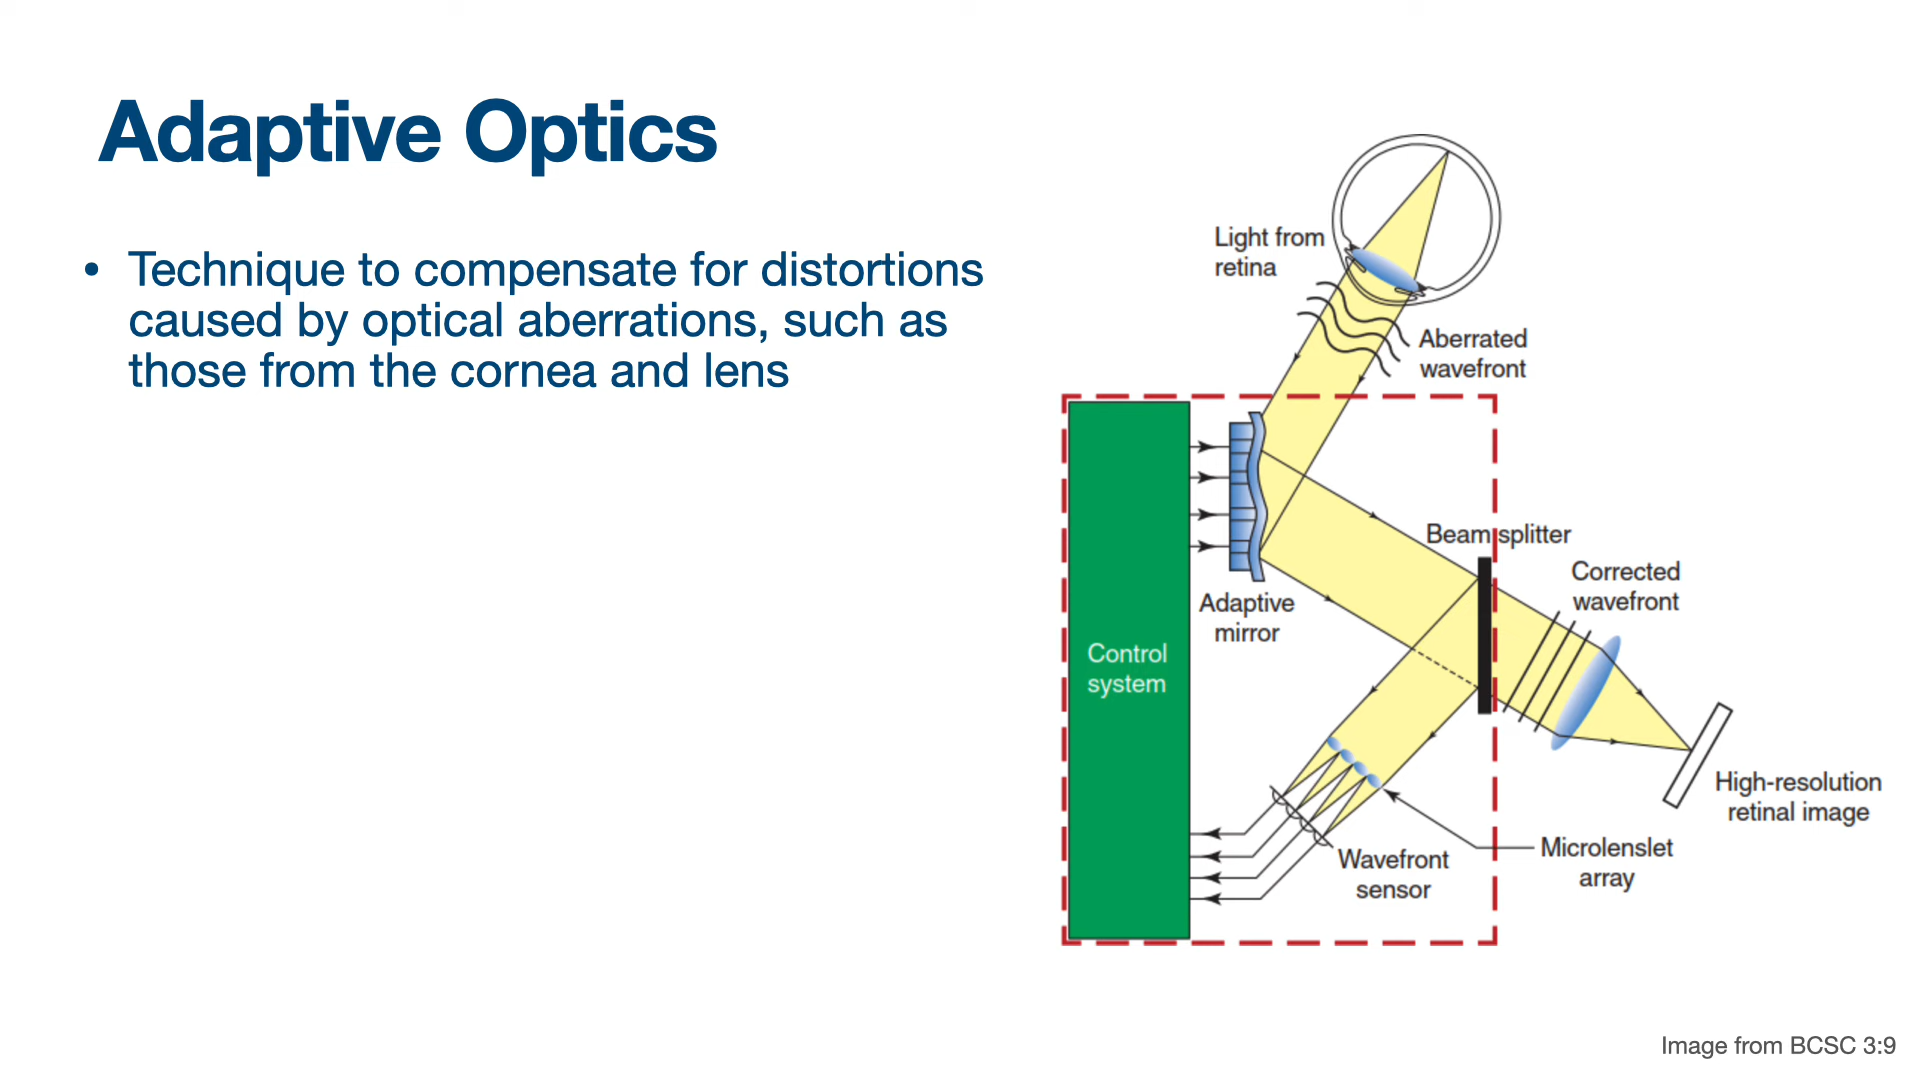 Adaptive Optics
• Technique to compensate for distortions
caused by optical aberrations, such as
those from the cornea and lens
Light from
retina
Aberrated
wavefront
Beam splitter
Corrected
wavefront
Adaptive
mirror
Control
system
High-resolution
retinal image
Microlenslet
array
Wavefront
sensor
Image from BCSC 3:9